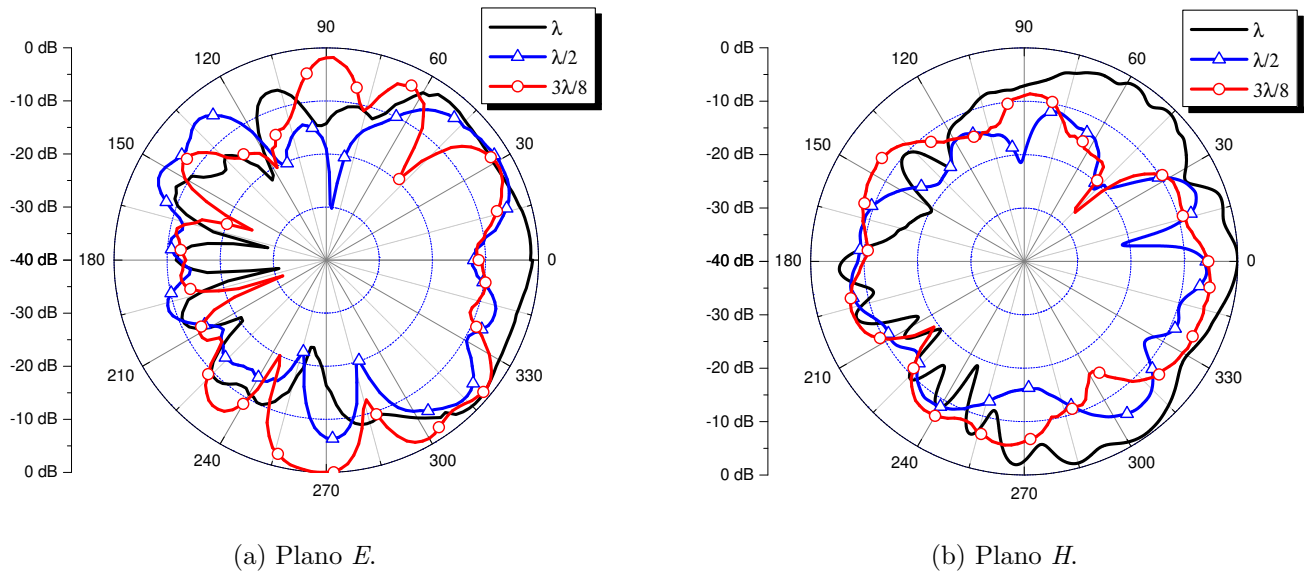 90
120
60
150
30
180
0
210
330
240
300
270
0 dB
-10 dB
-20 dB
-30 dB
-40 dB
-30 dB
-20 dB
-10 dB
0 dB
λ
λ/2
3λ/8
(a) Plano E.
90
120
60
150
30
180
0
210
330
240
300
270
0 dB
-10 dB
-20 dB
-30 dB
-40 dB
-30 dB
-20 dB
-10 dB
0 dB
λ
λ/2
3λ/8
(b) Plano H.